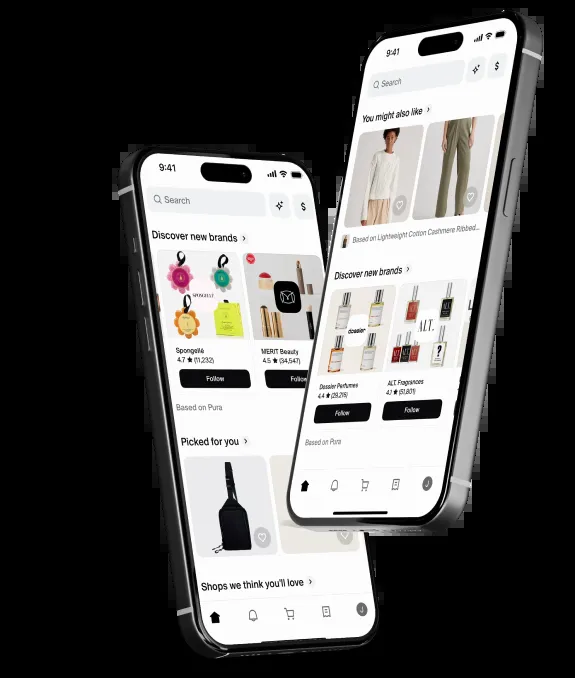 9:41
Search
$
Discover new brands
SPONGELLÉ
Spongellé
4.7 ★ (11,232)
Follow
MERIT Beauty
4.5 ★ (34,547)
Follow
Based on Pura
Picked for you
Shops we think you'll love
J
9:41
Search
$
You might also like
Based on Lightweight Cotton Cashmere Ribbed...
Discover new brands
dossier
Dossier Perfumes
4.4 ★ (28,216)
Follow
ALT.
?
ALT. Fragrances
4.1 ★ (51,801)
Follow
Based on Pura
J